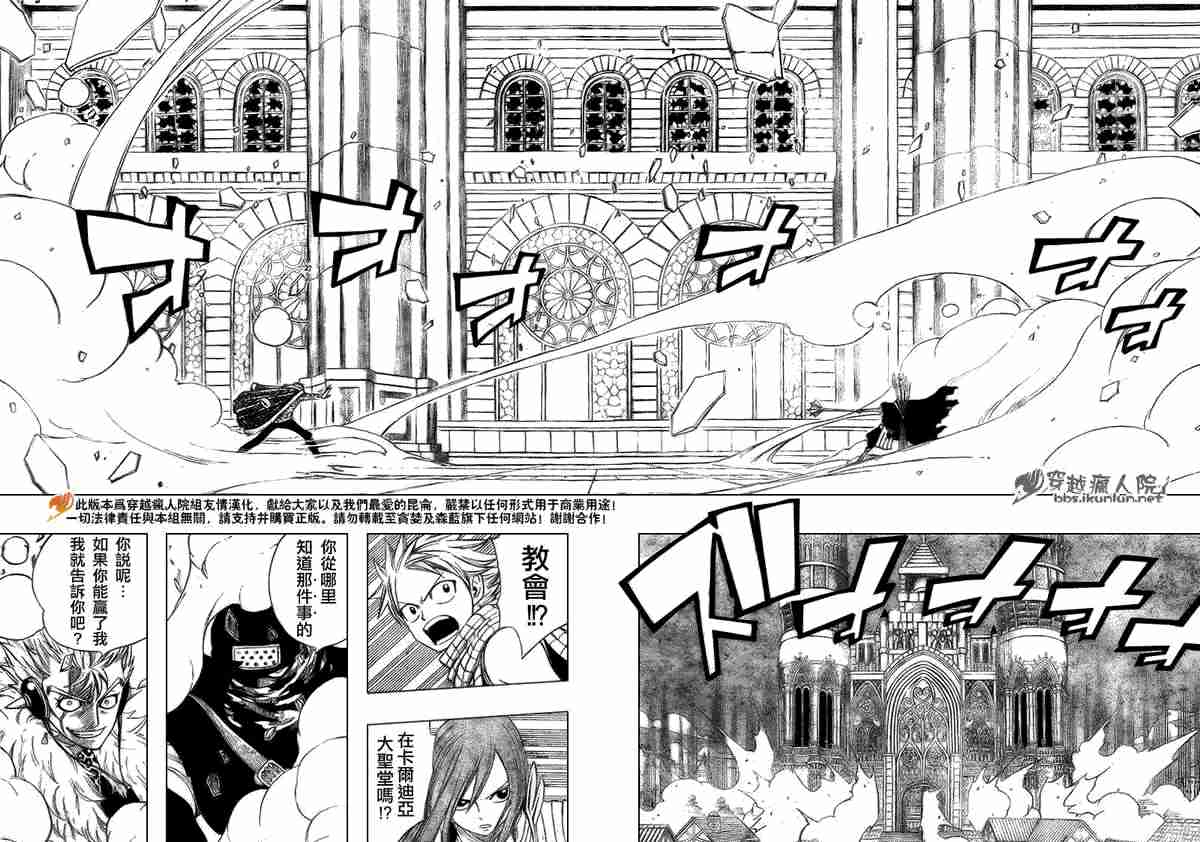 オオオオオ
穿越瘋人院
bbs.ikunlun.net
此版本爲穿越瘋人院組友情漢化，獻給大家以及我們最愛的昆侖，嚴禁以任何形式用于商業用途！
一切法律責任與本組無關，請支持并購買正版。請勿轉載至貪婪及森藍旗下任何網站！謝謝合作！
ズオオオオ
教會!!?
在卡爾迪亞
大聖堂嗎!?
你從哪里
知道那件事的
你說呢…
如果你能贏了我
我就告訴你吧？